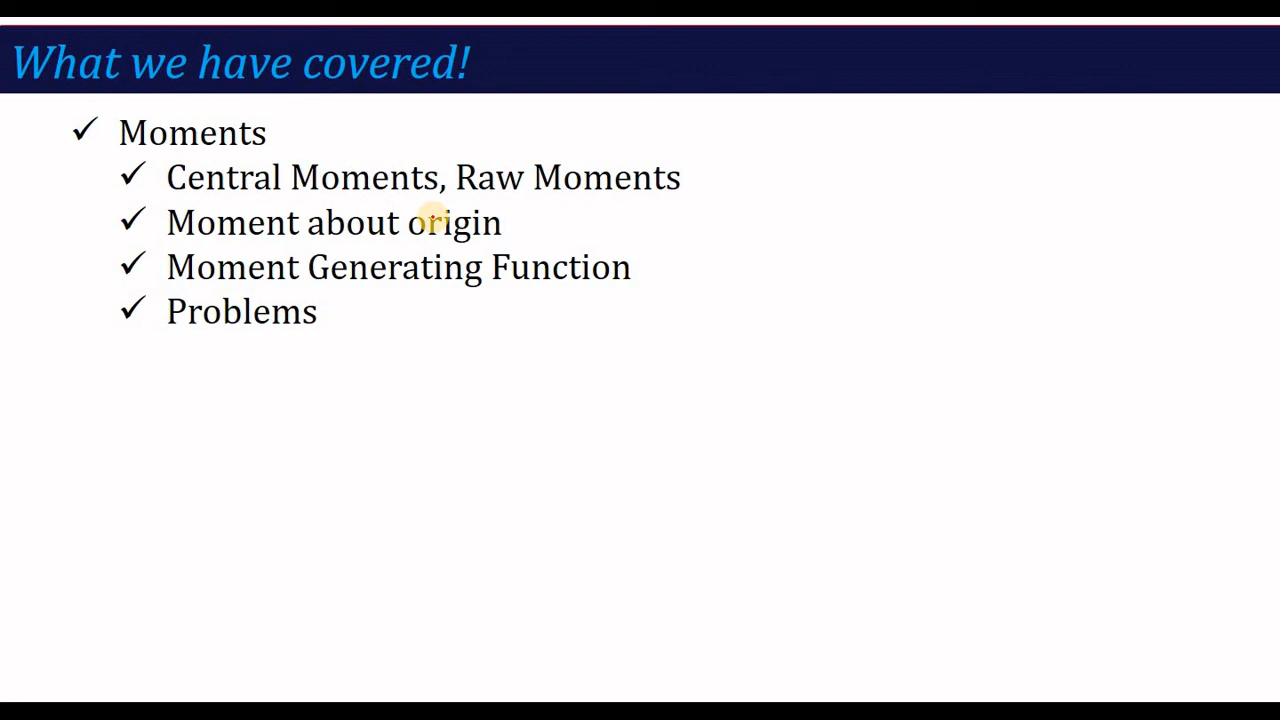 What we have covered!
✓ Moments
✓ Central Moments, Raw Moments
✓ Moment about origin
✓ Moment Generating Function
✓ Problems